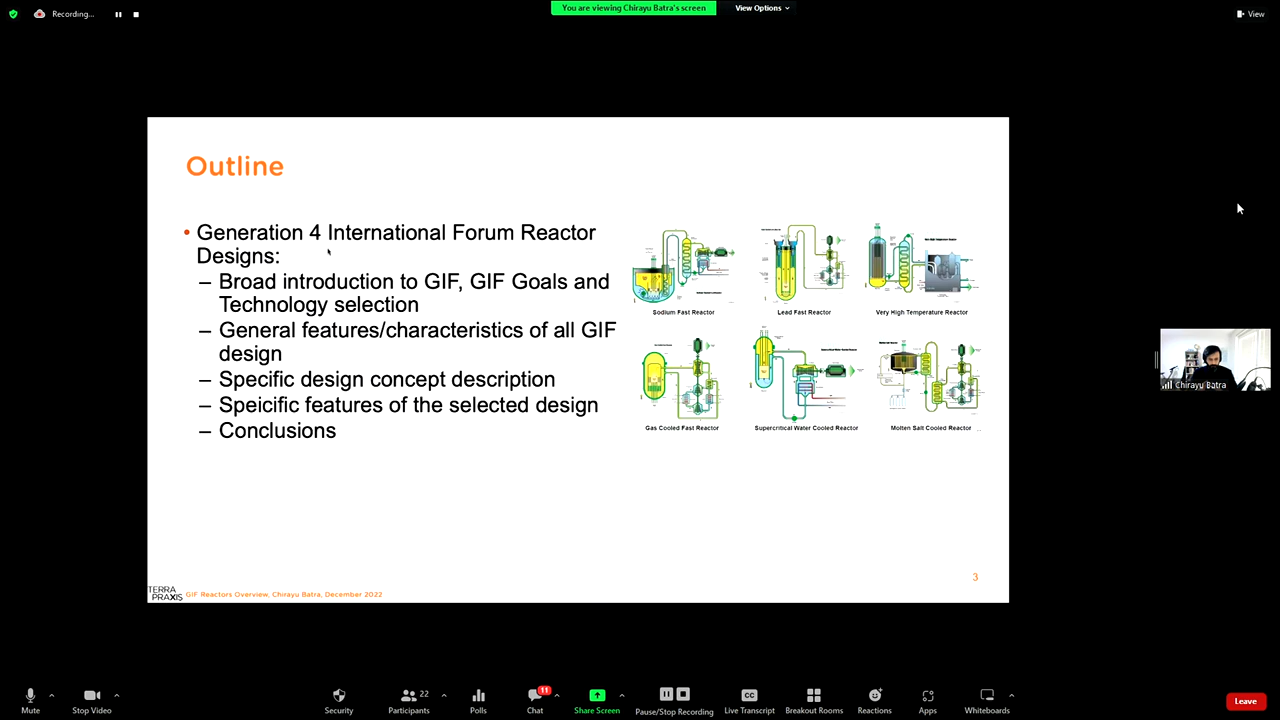 Recording...
You are viewing Chirayu Batra's screen
View Options
View
Outline
• Generation 4 International Forum Reactor
Designs:
– Broad introduction to GIF, GIF Goals and
Technology selection
– General features/characteristics of all GIF
design
– Specific design concept description
– Speicific features of the selected design
– Conclusions
Sodium Fast Reactor
Lead Fast Reactor
Very High Temperature Reactor
Gas Cooled Fast Reactor
Supercritical Water Cooled Reactor
Molten Salt Cooled Reactor
Chirayu Batra
3
TERRA
PRAXIS
GIF Reactors Overview, Chirayu Batra, December 2022
Mute
Stop Video
Security
22
Participants
Polls
11
Chat
Share Screen
Pause/Stop Recording
CC
Live Transcript
Breakout Rooms
Reactions
Apps
Whiteboards
Leave